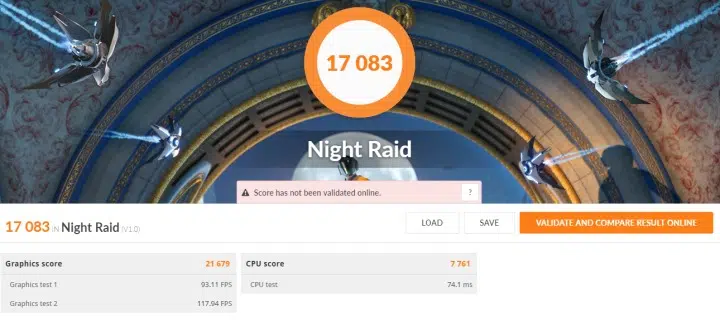 17 083
Night Raid
Score has not been validated online.
?
17 083 IN Night Raid (V1.0)
LOAD
SAVE
VALIDATE AND COMPARE RESULT ONLINE
Graphics score 21 679
Graphics test 1 93.11 FPS
Graphics test 2 117.94 FPS
CPU score 7 761
CPU test 74.1 ms